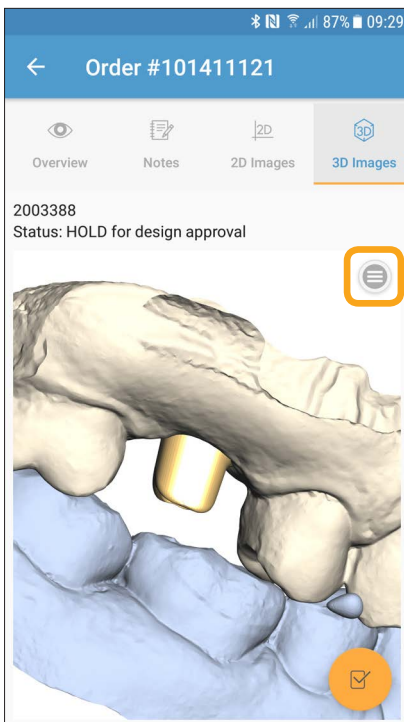 87% 09:29
Order #101411121
2D
3D
Overview
Notes
2D Images
3D Images
2003388
Status: HOLD for design approval